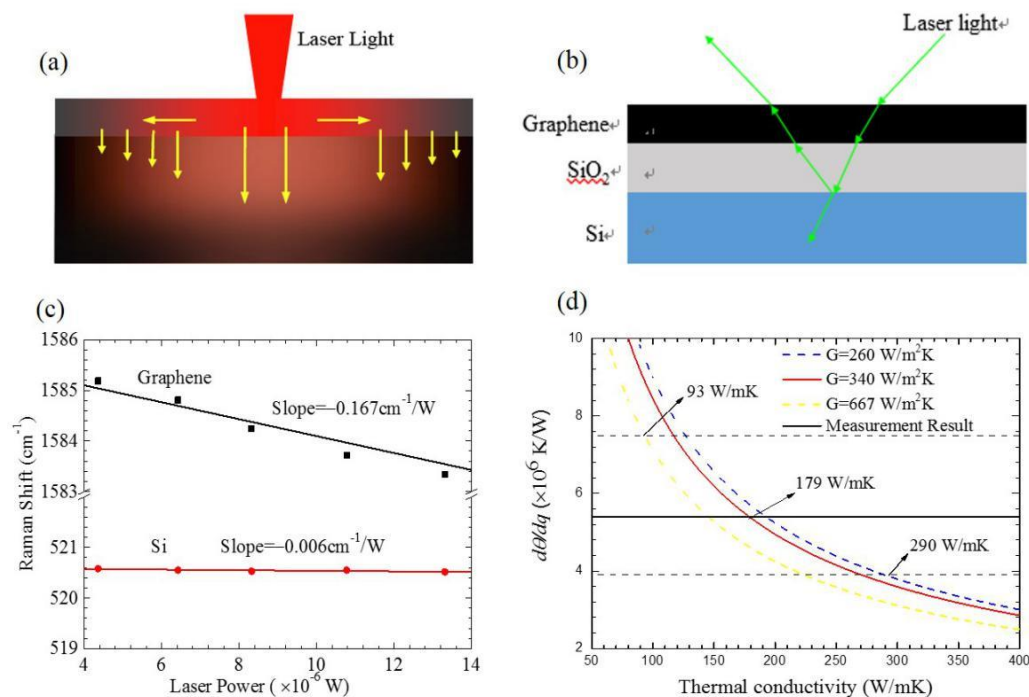 (a)
Laser Light
(b)
Laser light↵
Graphene↵
SiO₂↵
Si↵
(c)
1586
1585
1584
1583
521
520
519
Raman Shift (cm⁻¹)
Graphene
Slope=−0.167cm⁻¹/W
Si
Slope=−0.006cm⁻¹/W
4 6 8 10 12 14
Laser Power ( ×10⁻⁶ W)
(d)
10
8
6
4
2
dθ/dq (×10⁶ K/W)
G=260 W/m²K
G=340 W/m²K
G=667 W/m²K
Measurement Result
93 W/mK
179 W/mK
290 W/mK
50 100 150 200 250 300 350 400
Thermal conductivity (W/mK)